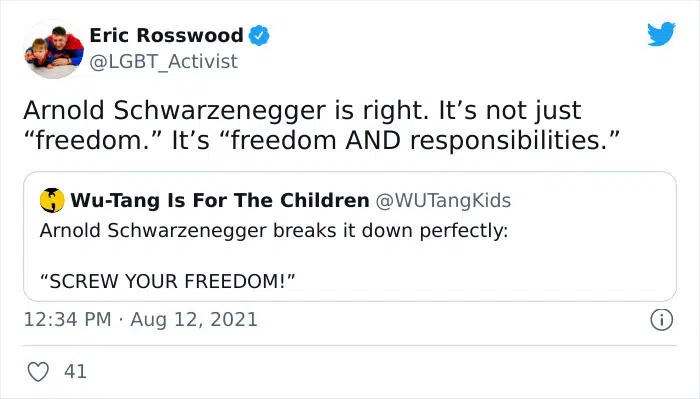 Eric Rosswood
@LGBT_Activist
Arnold Schwarzenegger is right. It’s not just
“freedom.” It’s “freedom AND responsibilities.”
Wu-Tang Is For The Children @WUTangKids
Arnold Schwarzenegger breaks it down perfectly:
“SCREW YOUR FREEDOM!”
12:34 PM · Aug 12, 2021
41